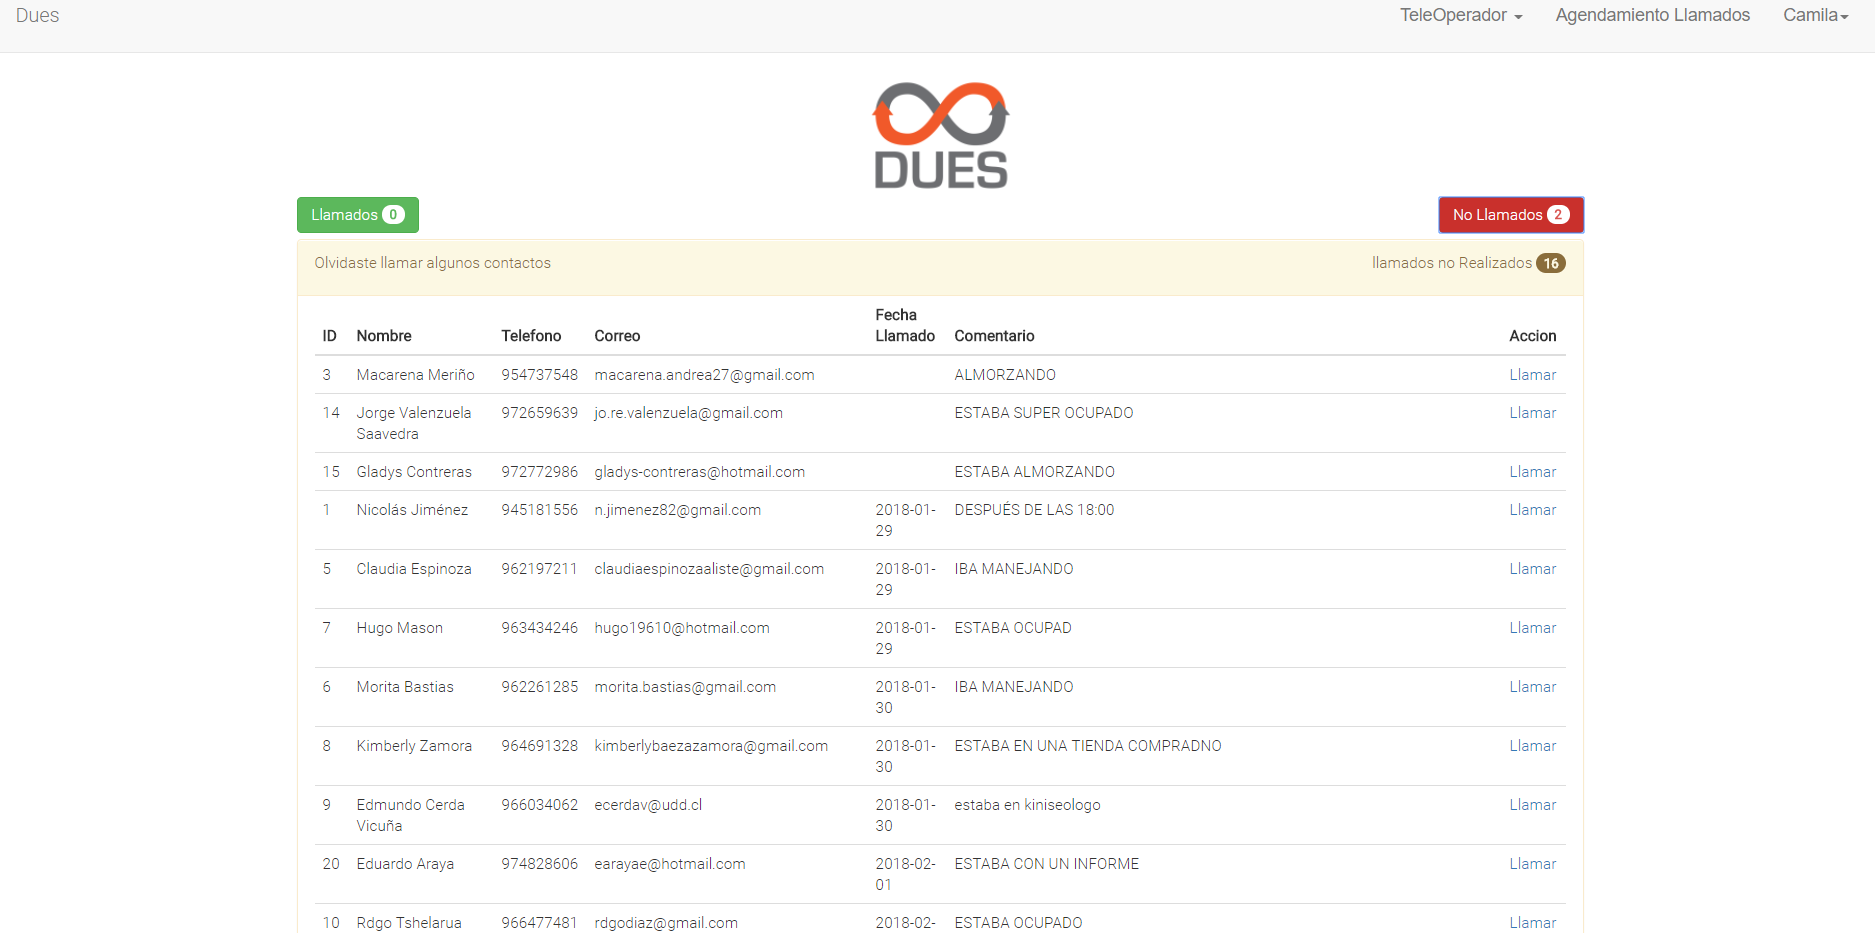 Dues TeleOperador Agendamiento Llamados Camila
DUES
Llamados 0 No Llamados 2
Olvidaste llamar algunos contactos llamados no Realizados 16
Fecha
ID Nombre Telefono Correo Llamado Comentario Accion
3 Macarena Meriño 954737548 macarena.andrea27@gmail.com ALMORZANDO Llamar
14 Jorge Valenzuela 972659639 jo.re.valenzuela@gmail.com ESTABA SUPER OCUPADO Llamar
Saavedra
15 Gladys Contreras 972772986 gladys-contreras@hotmail.com ESTABA ALMORZANDO Llamar
1 Nicolás Jiménez 945181556 n.jimenez82@gmail.com 2018-01- DESPUÉS DE LAS 18:00 Llamar
29
5 Claudia Espinoza 962197211 claudiaespinozaaliste@gmail.com 2018-01- IBA MANEJANDO Llamar
29
7 Hugo Mason 963434246 hugo19610@hotmail.com 2018-01- ESTABA OCUPAD Llamar
29
6 Morita Bastias 962261285 morita.bastias@gmail.com 2018-01- IBA MANEJANDO Llamar
30
8 Kimberly Zamora 964691328 kimberlybaezazamora@gmail.com 2018-01- ESTABA EN UNA TIENDA COMPRADNO Llamar
30
9 Edmundo Cerda 966034062 ecerdav@udd.cl 2018-01- estaba en kiniseologo Llamar
Vicuña 30
20 Eduardo Araya 974828606 earayae@hotmail.com 2018-02- ESTABA CON UN INFORME Llamar
01
10 Rdgo Tshelarua 966477481 rdgodiaz@gmail.com 2018-02- ESTABA OCUPADO Llamar